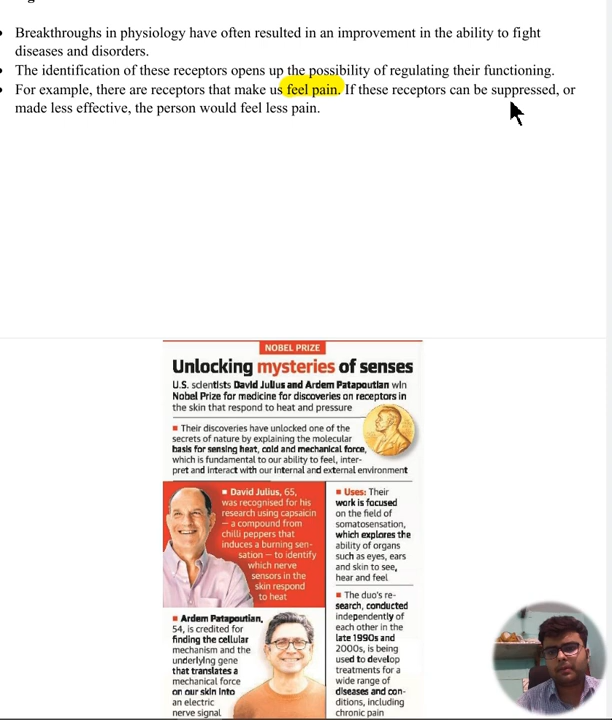 Breakthroughs in physiology have often resulted in an improvement in the ability to fight
diseases and disorders.
The identification of these receptors opens up the possibility of regulating their functioning.
For example, there are receptors that make us feel pain. If these receptors can be suppressed, or
made less effective, the person would feel less pain.
NOBEL PRIZE
Unlocking mysteries of senses
U.S. scientists David Julius and Ardem Patapoutian win
Nobel Prize for medicine for discoveries on receptors in
the skin that respond to heat and pressure
Their discoveries have unlocked one of the
secrets of nature by explaining the molecular
basis for sensing heat, cold and mechanical force,
which is fundamental to our ability to feel, inter-
pret and interact with our internal and external environment
David Julius, 65,
was recognised for his
research using capsaicin
— a compound from
chilli peppers that
induces a burning sen-
sation — to identify
which nerve
sensors in the
skin respond
to heat
Ardem Patapoutian,
54, is credited for
finding the cellular
mechanism and the
underlying gene
that translates a
mechanical force
on our skin into
an electric
nerve signal
Uses: Their
work is focused
on the field of
somatosensation,
which explores the
ability of organs
such as eyes, ears
and skin to see,
hear and feel
The duo's re-
search, conducted
independently of
each other in the
late 1990s and
2000s, is being
used to develop
treatments for a
wide range of
diseases and con-
ditions, including
chronic pain